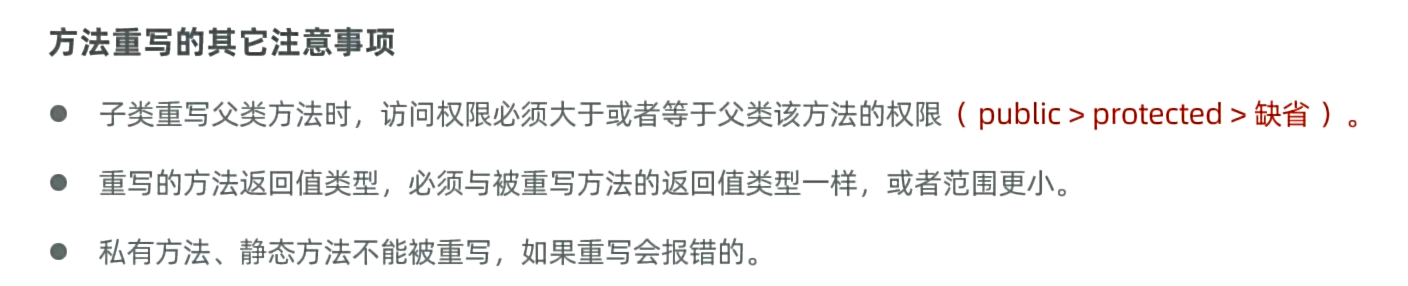 方法重写的其它注意事项
● 子类重写父类方法时，访问权限必须大于或者等于父类该方法的权限（ public > protected > 缺省 ）。
● 重写的方法返回值类型，必须与被重写方法的返回值类型一样，或者范围更小。
● 私有方法、静态方法不能被重写，如果重写会报错的。